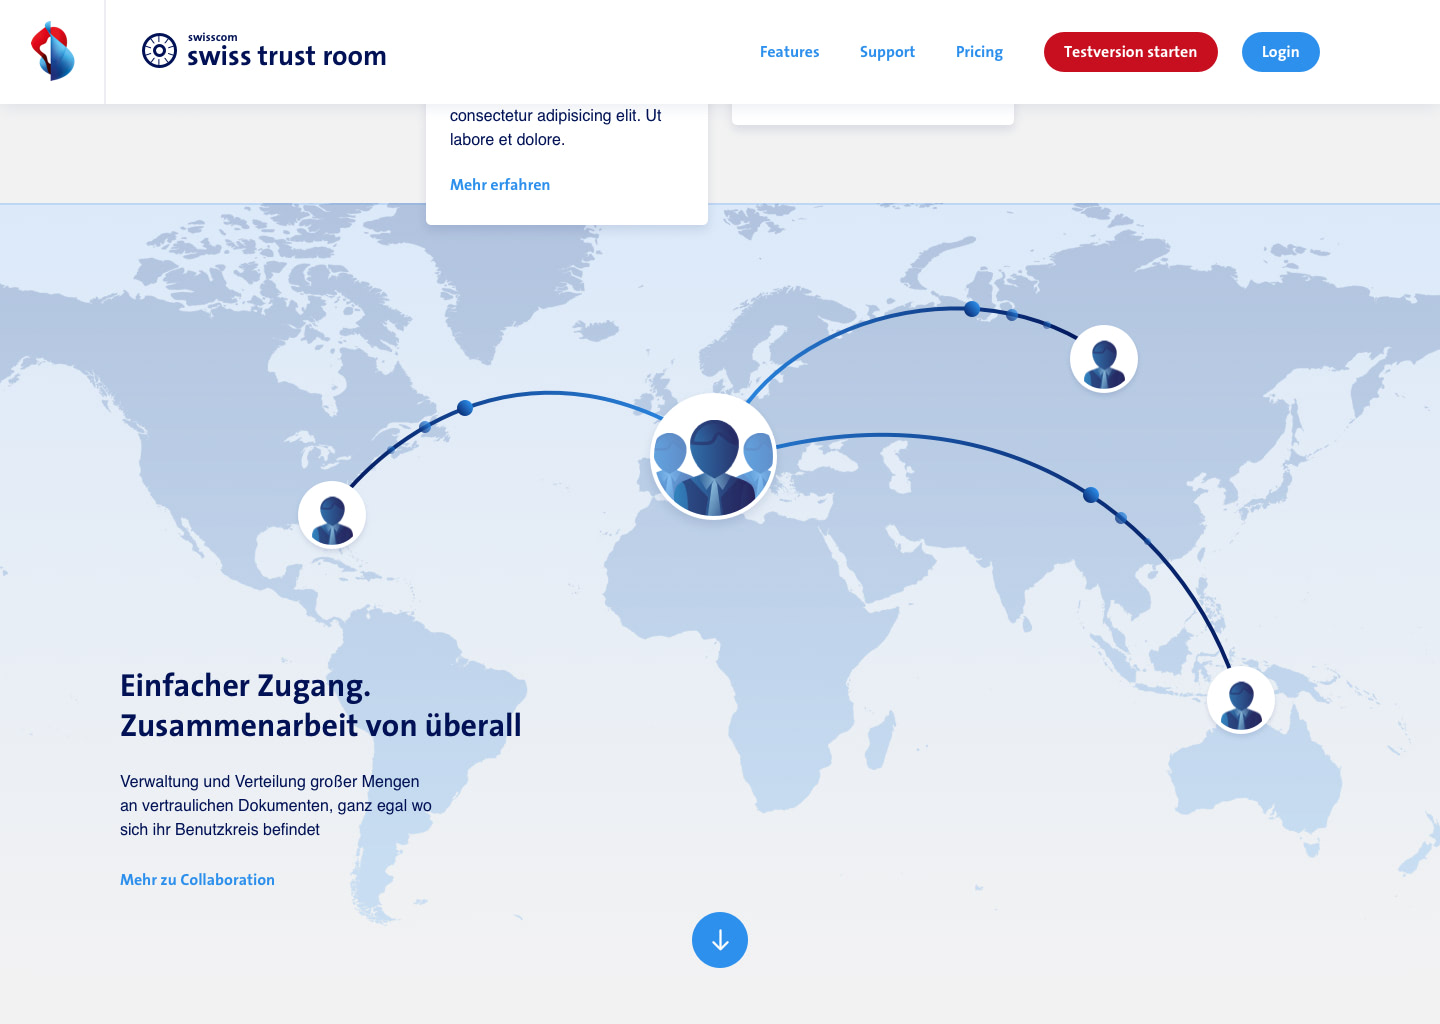 swisscom
swiss trust room
Features
Support
Pricing
Testversion starten
Login
consectetur adipisicing elit. Ut
labore et dolore.
Mehr erfahren
Einfacher Zugang.
Zusammenarbeit von überall
Verwaltung und Verteilung großer Mengen
an vertraulichen Dokumenten, ganz egal wo
sich ihr Benutzkreis befindet
Mehr zu Collaboration